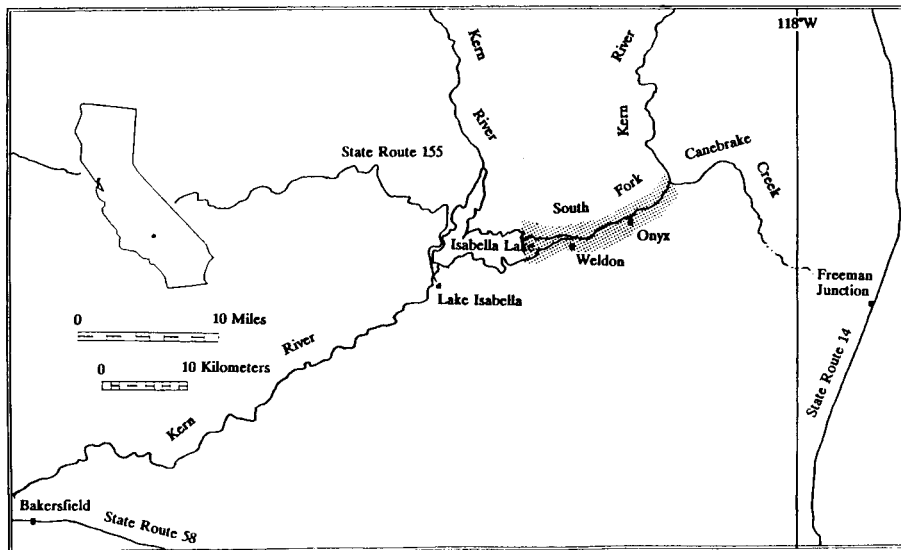 118°W
Kern
River
River
Kern
State Route 155
Canebrake
Creek
South
Fork
Isabella Lake
Onyx
Weldon
Lake Isabella
Freeman
Junction
0 10 Miles
0 10 Kilometers
River
Kern
State Route 14
Bakersfield
State Route 58